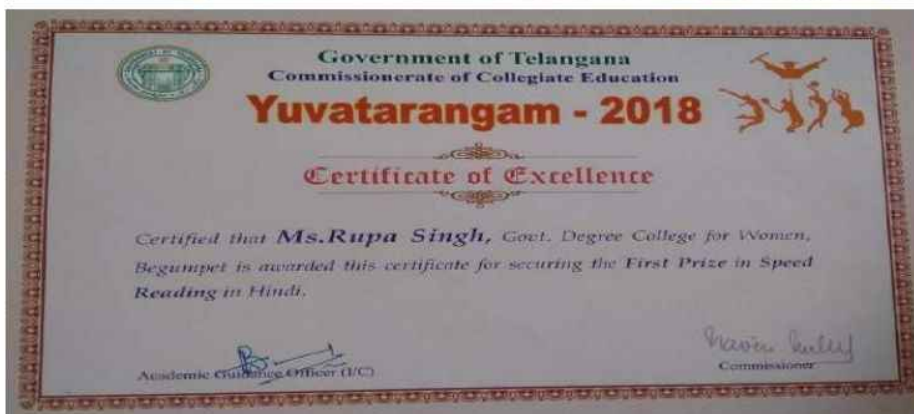 Government of Telangana
Commissionerate of Collegiate Education
Yuvatarangam - 2018
Certificate of Excellence
Certified that Ms.Rupa Singh, Govt. Degree College for Women,
Begumpet is awarded this certificate for securing the First Prize in Speed
Reading in Hindi.
Academic Guidance Officer (I/C)
Commissioner